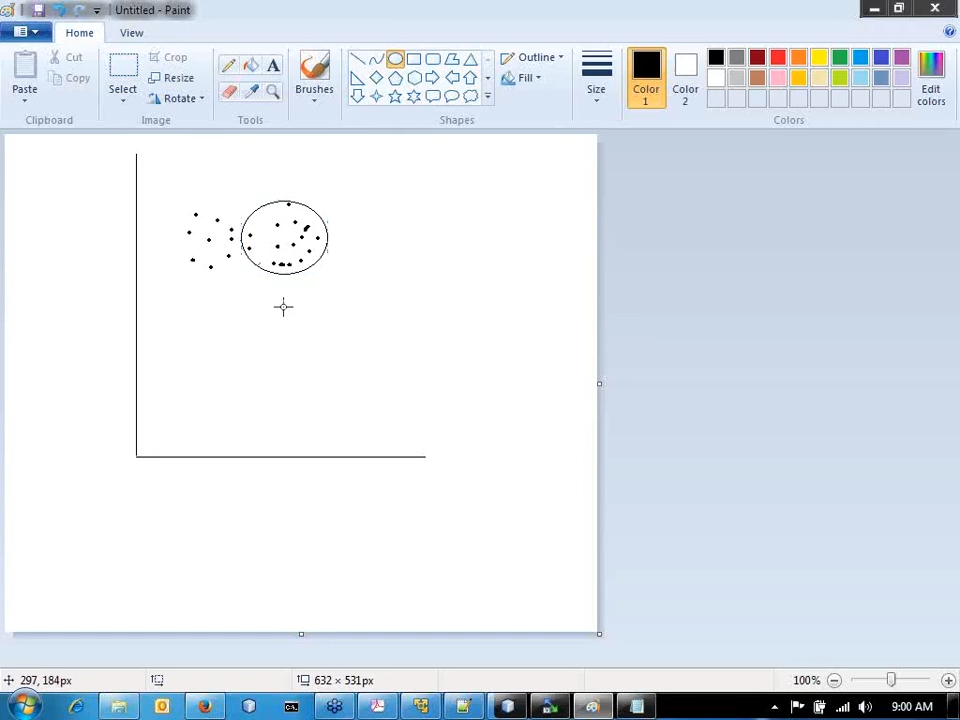 Untitled - Paint
Home
View
Paste
Cut
Copy
Clipboard
Select
Crop
Resize
Rotate
Image
A
Tools
Brushes
Shapes
Outline
Fill
Size
Color
1
Color
2
Edit
colors
Colors
297, 184px
632 × 531px
100%
9:00 AM